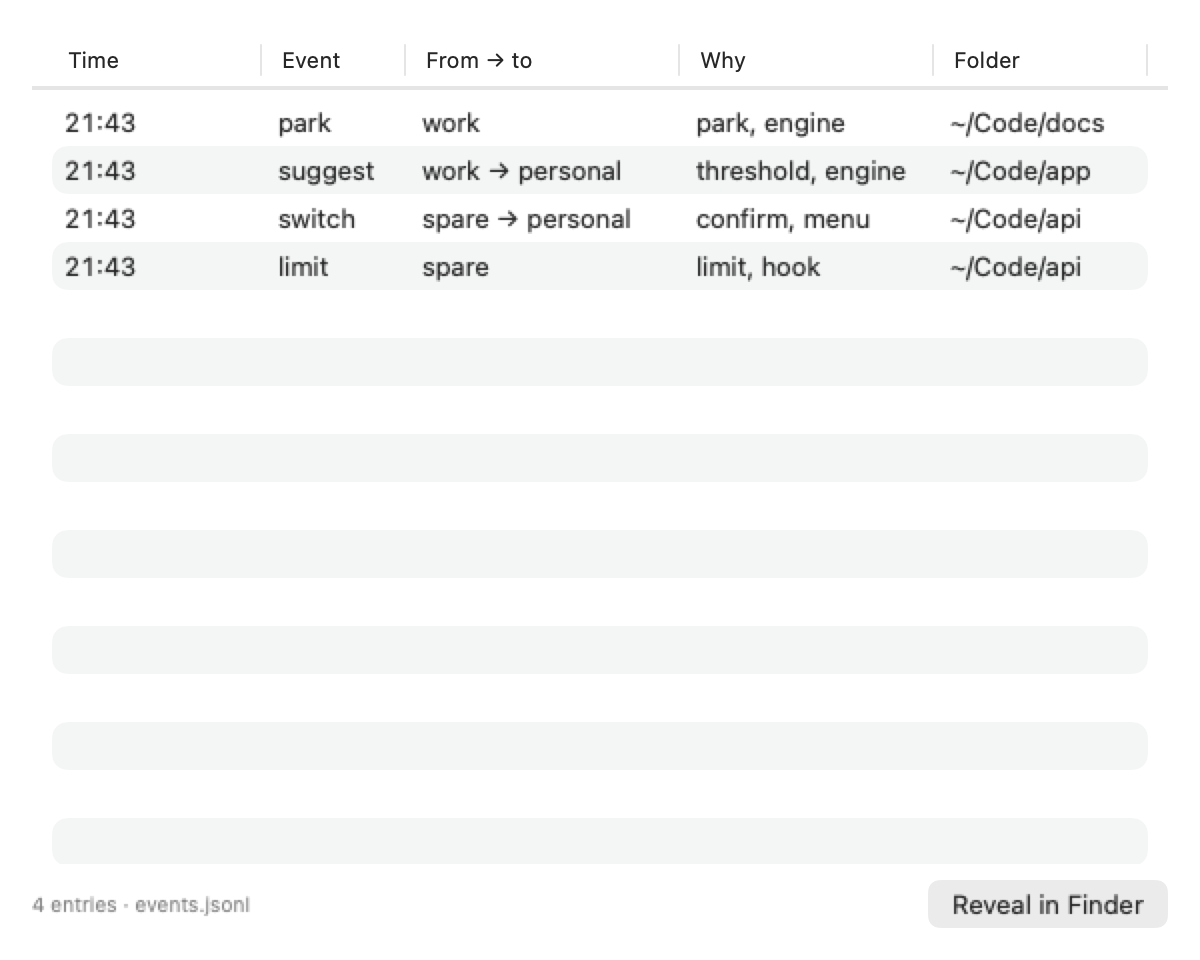 Time Event From → to Why Folder
21:43 park work park, engine ~/Code/docs
21:43 suggest work → personal threshold, engine ~/Code/app
21:43 switch spare → personal confirm, menu ~/Code/api
21:43 limit spare limit, hook ~/Code/api
4 entries · events.jsonl Reveal in Finder